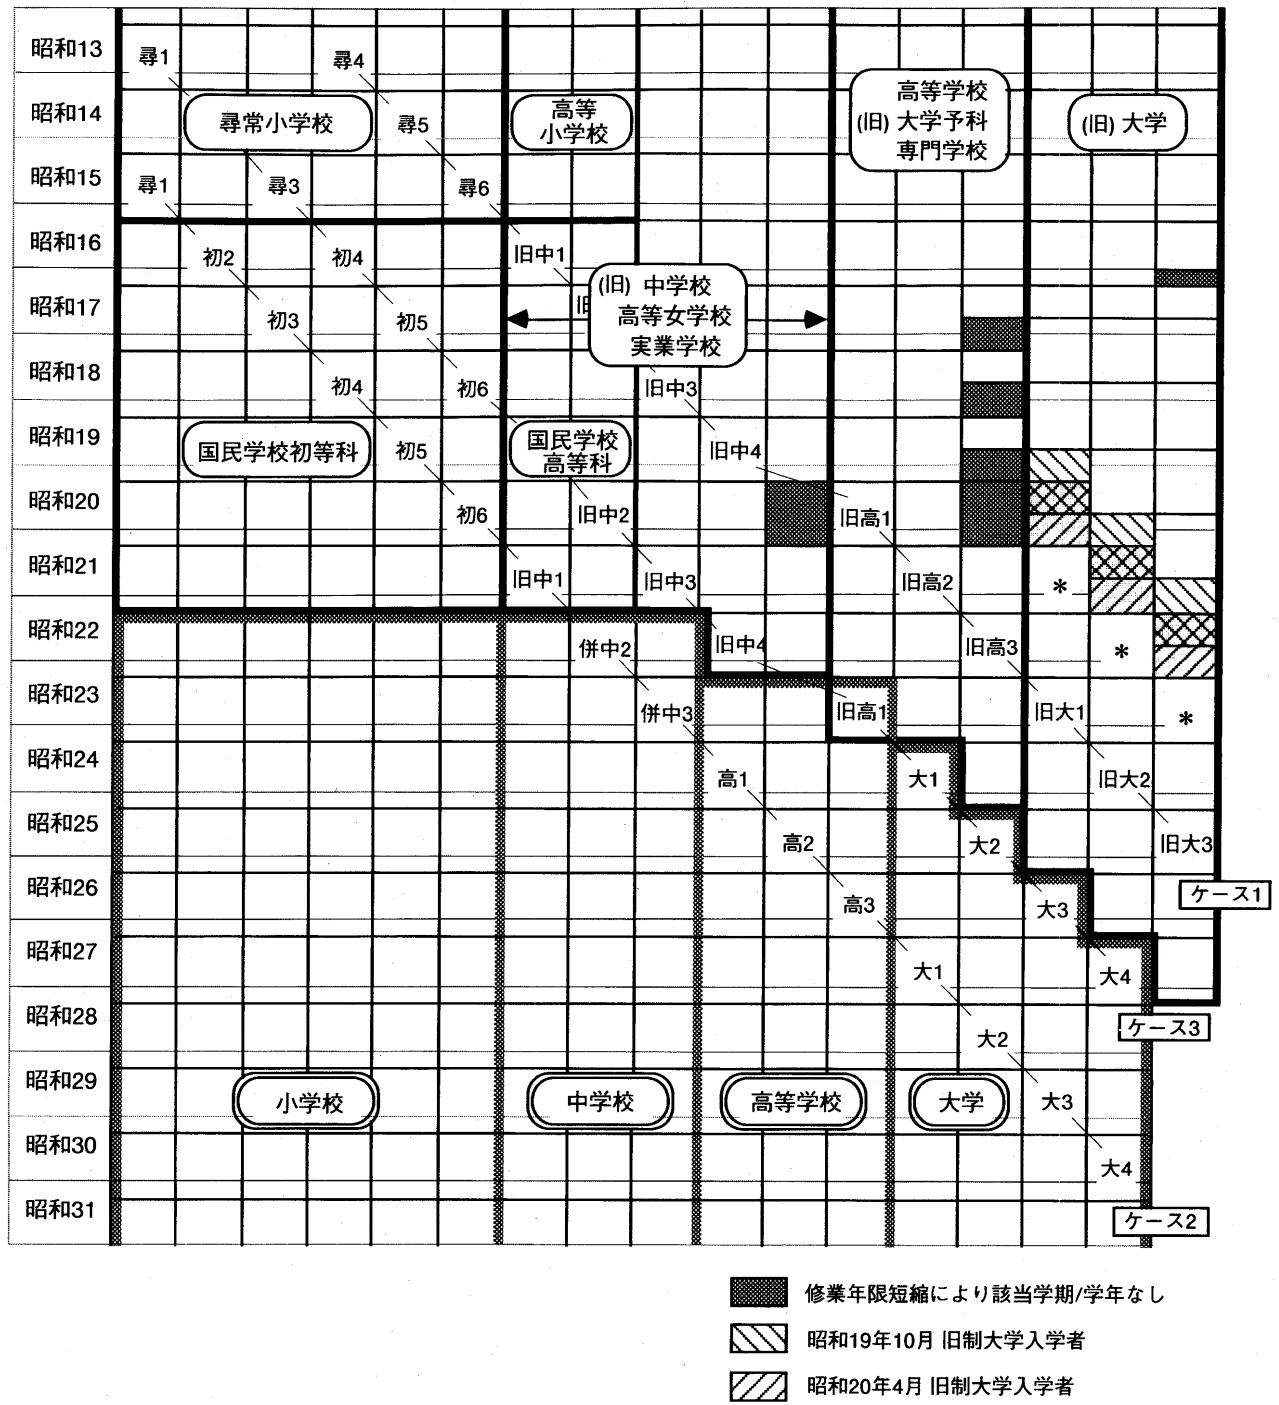 昭和13
尋1
尋4
高等学校
(旧) 大学予科
専門学校
(旧) 大学
昭和14
尋常小学校
尋5
高等
小学校
昭和15
尋1
尋3
尋6
昭和16
初2
初4
旧中1
昭和17
初3
初5
(旧) 中学校
高等女学校
実業学校
昭和18
初4
初6
旧中3
昭和19
国民学校初等科
初5
国民学校
高等科
旧中4
昭和20
初6
旧中2
旧高1
昭和21
旧中1
旧中3
旧高2
*
昭和22
併中2
旧中4
旧高3
*
昭和23
併中3
旧高1
旧大1
*
昭和24
高1
大1
旧大2
昭和25
高2
大2
旧大3
昭和26
高3
大3
ケース1
昭和27
大1
大4
昭和28
大2
ケース3
昭和29
小学校
中学校
高等学校
大学
大3
昭和30
大4
昭和31
ケース2
修業年限短縮により該当学期/学年なし
昭和19年10月 旧制大学入学者
昭和20年4月 旧制大学入学者